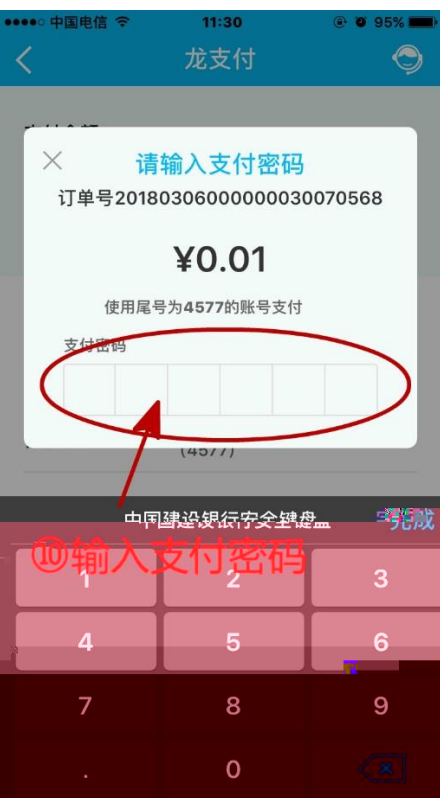 中国电信 11:30 95%
龙支付
请输入支付密码
订单号20180306000000030070568
¥0.01
使用尾号为4577的账号支付
支付密码
(4577)
中国建设银行安全键盘 完成
⑩输入支付密码
1 2 3
4 5 6
7 8 9
. 0